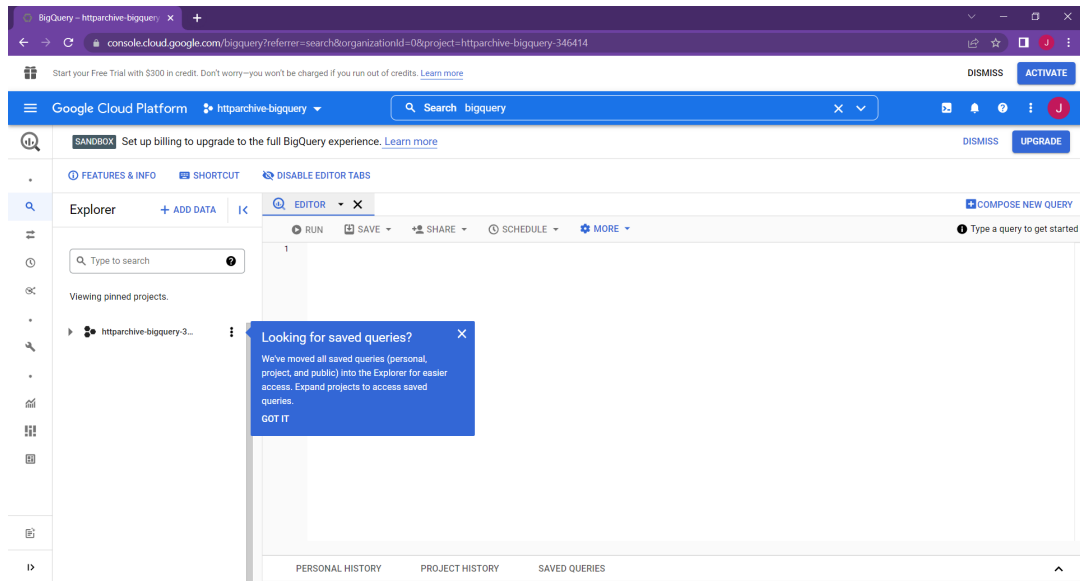 BigQuery – httparchive-bigquery
console.cloud.google.com/bigquery?referrer=search&organizationId=0&project=httparchive-bigquery-346414
J
Start your Free Trial with $300 in credit. Don't worry—you won't be charged if you run out of credits. Learn more
DISMISS
ACTIVATE
Google Cloud Platform
httparchive-bigquery
Search bigquery
J
SANDBOX Set up billing to upgrade to the full BigQuery experience. Learn more
DISMISS
UPGRADE
FEATURES & INFO
SHORTCUT
DISABLE EDITOR TABS
Explorer
+ ADD DATA
EDITOR
COMPOSE NEW QUERY
RUN
SAVE
SHARE
SCHEDULE
MORE
Type a query to get started
1
Type to search
Viewing pinned projects.
httparchive-bigquery-3...
Looking for saved queries?
We've moved all saved queries (personal,
project, and public) into the Explorer for easier
access. Expand projects to access saved
queries.
GOT IT
PERSONAL HISTORY
PROJECT HISTORY
SAVED QUERIES